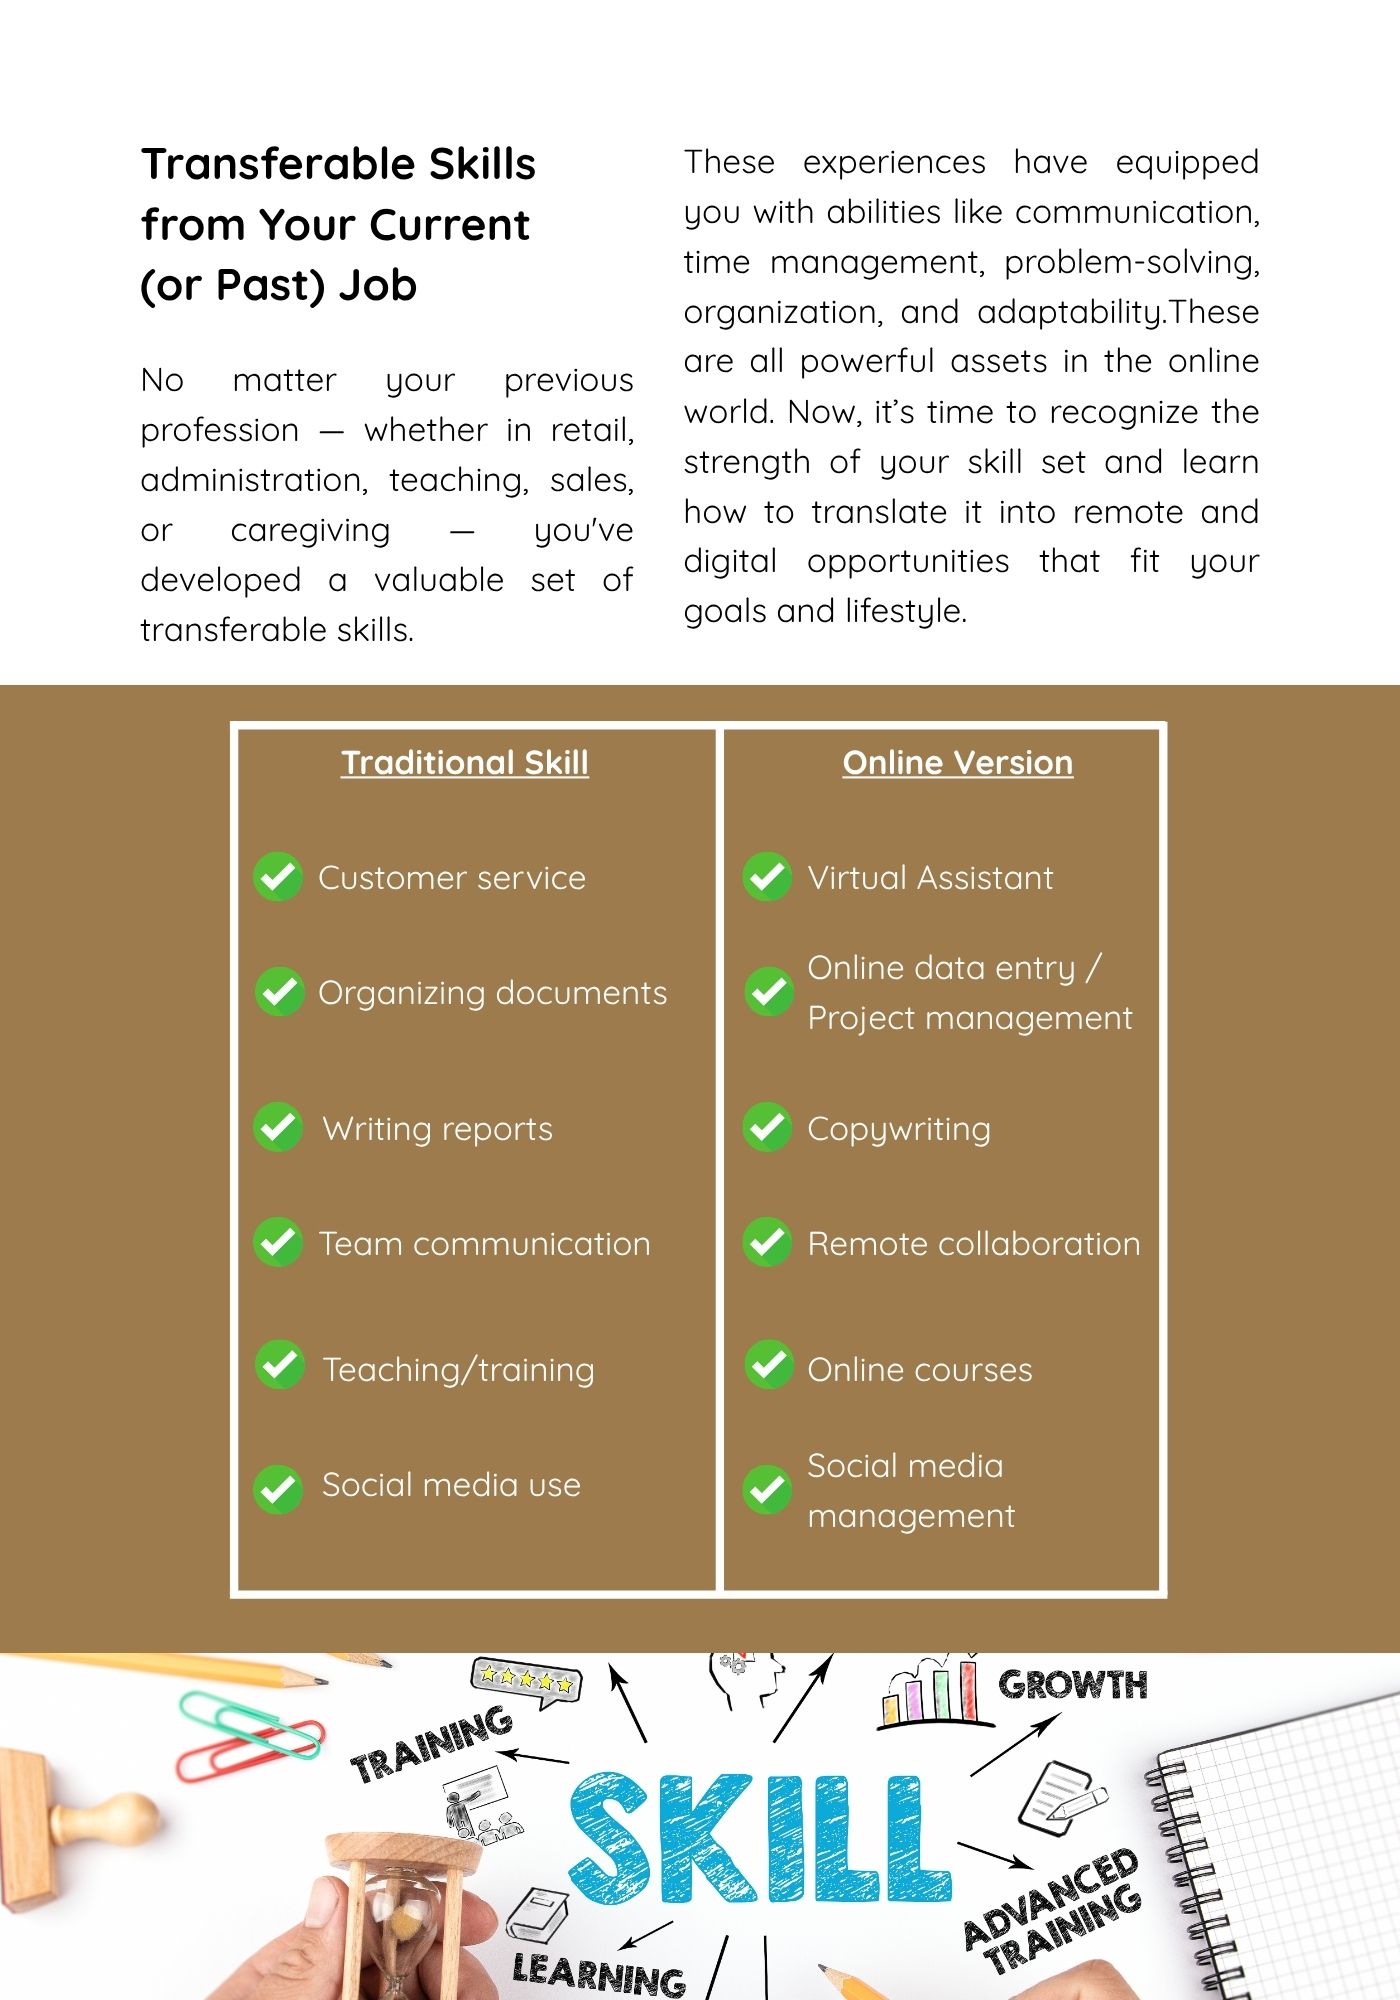 Transferable Skills
from Your Current
(or Past) Job
No matter your previous
profession — whether in retail,
administration, teaching, sales,
or caregiving — you've
developed a valuable set of
transferable skills.
These experiences have equipped
you with abilities like communication,
time management, problem-solving,
organization, and adaptability.These
are all powerful assets in the online
world. Now, it’s time to recognize the
strength of your skill set and learn
how to translate it into remote and
digital opportunities that fit your
goals and lifestyle.
Traditional Skill
Customer service
Organizing documents
Writing reports
Team communication
Teaching/training
Social media use
Online Version
Virtual Assistant
Online data entry /
Project management
Copywriting
Remote collaboration
Online courses
Social media
management
GROWTH
TRAINING
SKILL
ADVANCED
TRAINING
LEARNING